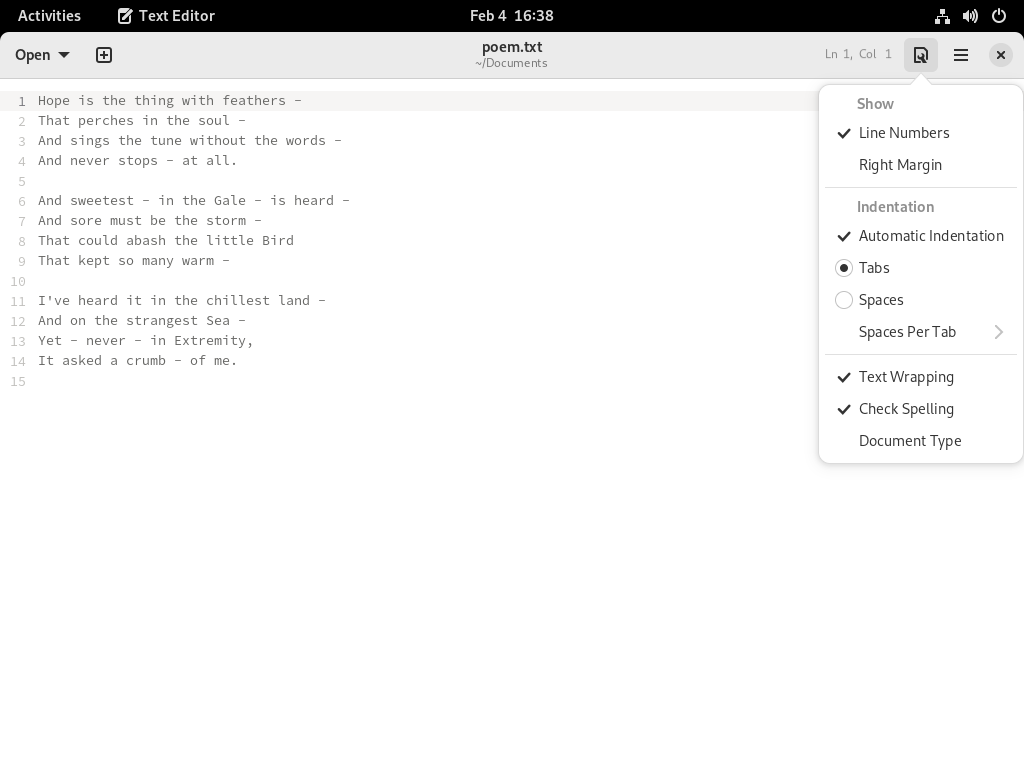 Activities
Text Editor
Feb 4 16:38
Open
poem.txt
~/Documents
Ln 1, Col 1
1 Hope is the thing with feathers –
2 That perches in the soul –
3 And sings the tune without the words –
4 And never stops – at all.
5
6 And sweetest – in the Gale – is heard –
7 And sore must be the storm –
8 That could abash the little Bird
9 That kept so many warm –
10
11 I've heard it in the chillest land –
12 And on the strangest Sea –
13 Yet – never – in Extremity,
14 It asked a crumb – of me.
15
Show
Line Numbers
Right Margin
Indentation
Automatic Indentation
Tabs
Spaces
Spaces Per Tab
Text Wrapping
Check Spelling
Document Type